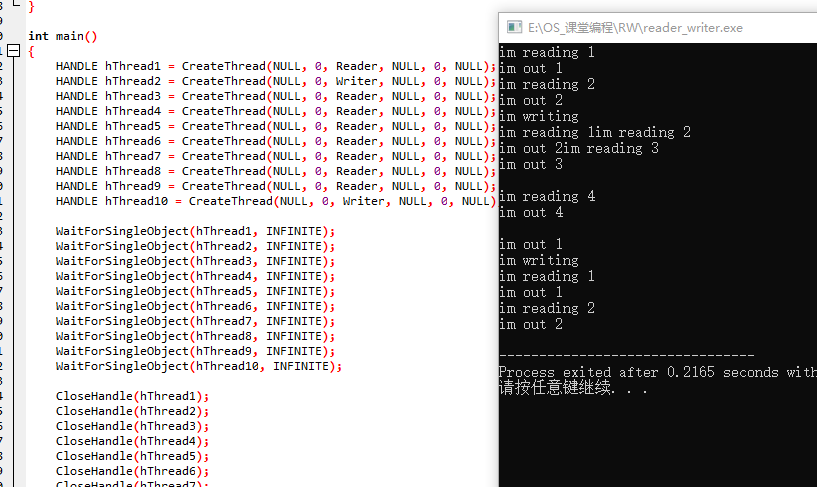 }
int main()
{
HANDLE hThread1 = CreateThread(NULL, 0, Reader, NULL, 0, NULL);
HANDLE hThread2 = CreateThread(NULL, 0, Writer, NULL, 0, NULL);
HANDLE hThread3 = CreateThread(NULL, 0, Reader, NULL, 0, NULL);
HANDLE hThread4 = CreateThread(NULL, 0, Reader, NULL, 0, NULL);
HANDLE hThread5 = CreateThread(NULL, 0, Reader, NULL, 0, NULL);
HANDLE hThread6 = CreateThread(NULL, 0, Reader, NULL, 0, NULL);
HANDLE hThread7 = CreateThread(NULL, 0, Reader, NULL, 0, NULL);
HANDLE hThread8 = CreateThread(NULL, 0, Reader, NULL, 0, NULL);
HANDLE hThread9 = CreateThread(NULL, 0, Reader, NULL, 0, NULL);
HANDLE hThread10 = CreateThread(NULL, 0, Writer, NULL, 0, NULL)
WaitForSingleObject(hThread1, INFINITE);
WaitForSingleObject(hThread2, INFINITE);
WaitForSingleObject(hThread3, INFINITE);
WaitForSingleObject(hThread4, INFINITE);
WaitForSingleObject(hThread5, INFINITE);
WaitForSingleObject(hThread6, INFINITE);
WaitForSingleObject(hThread7, INFINITE);
WaitForSingleObject(hThread8, INFINITE);
WaitForSingleObject(hThread9, INFINITE);
WaitForSingleObject(hThread10, INFINITE);
CloseHandle(hThread1);
CloseHandle(hThread2);
CloseHandle(hThread3);
CloseHandle(hThread4);
CloseHandle(hThread5);
CloseHandle(hThread6);
CloseHandle(hThread7);
E:\OS_课堂编程\RW\reader_writer.exe
im reading 1
im out 1
im reading 2
im out 2
im writing
im reading 1im reading 2
im out 2im reading 3
im out 3
im reading 4
im out 4
im out 1
im writing
im reading 1
im out 1
im reading 2
im out 2
--------------------------------
Process exited after 0.2165 seconds with
请按任意键继续. . .